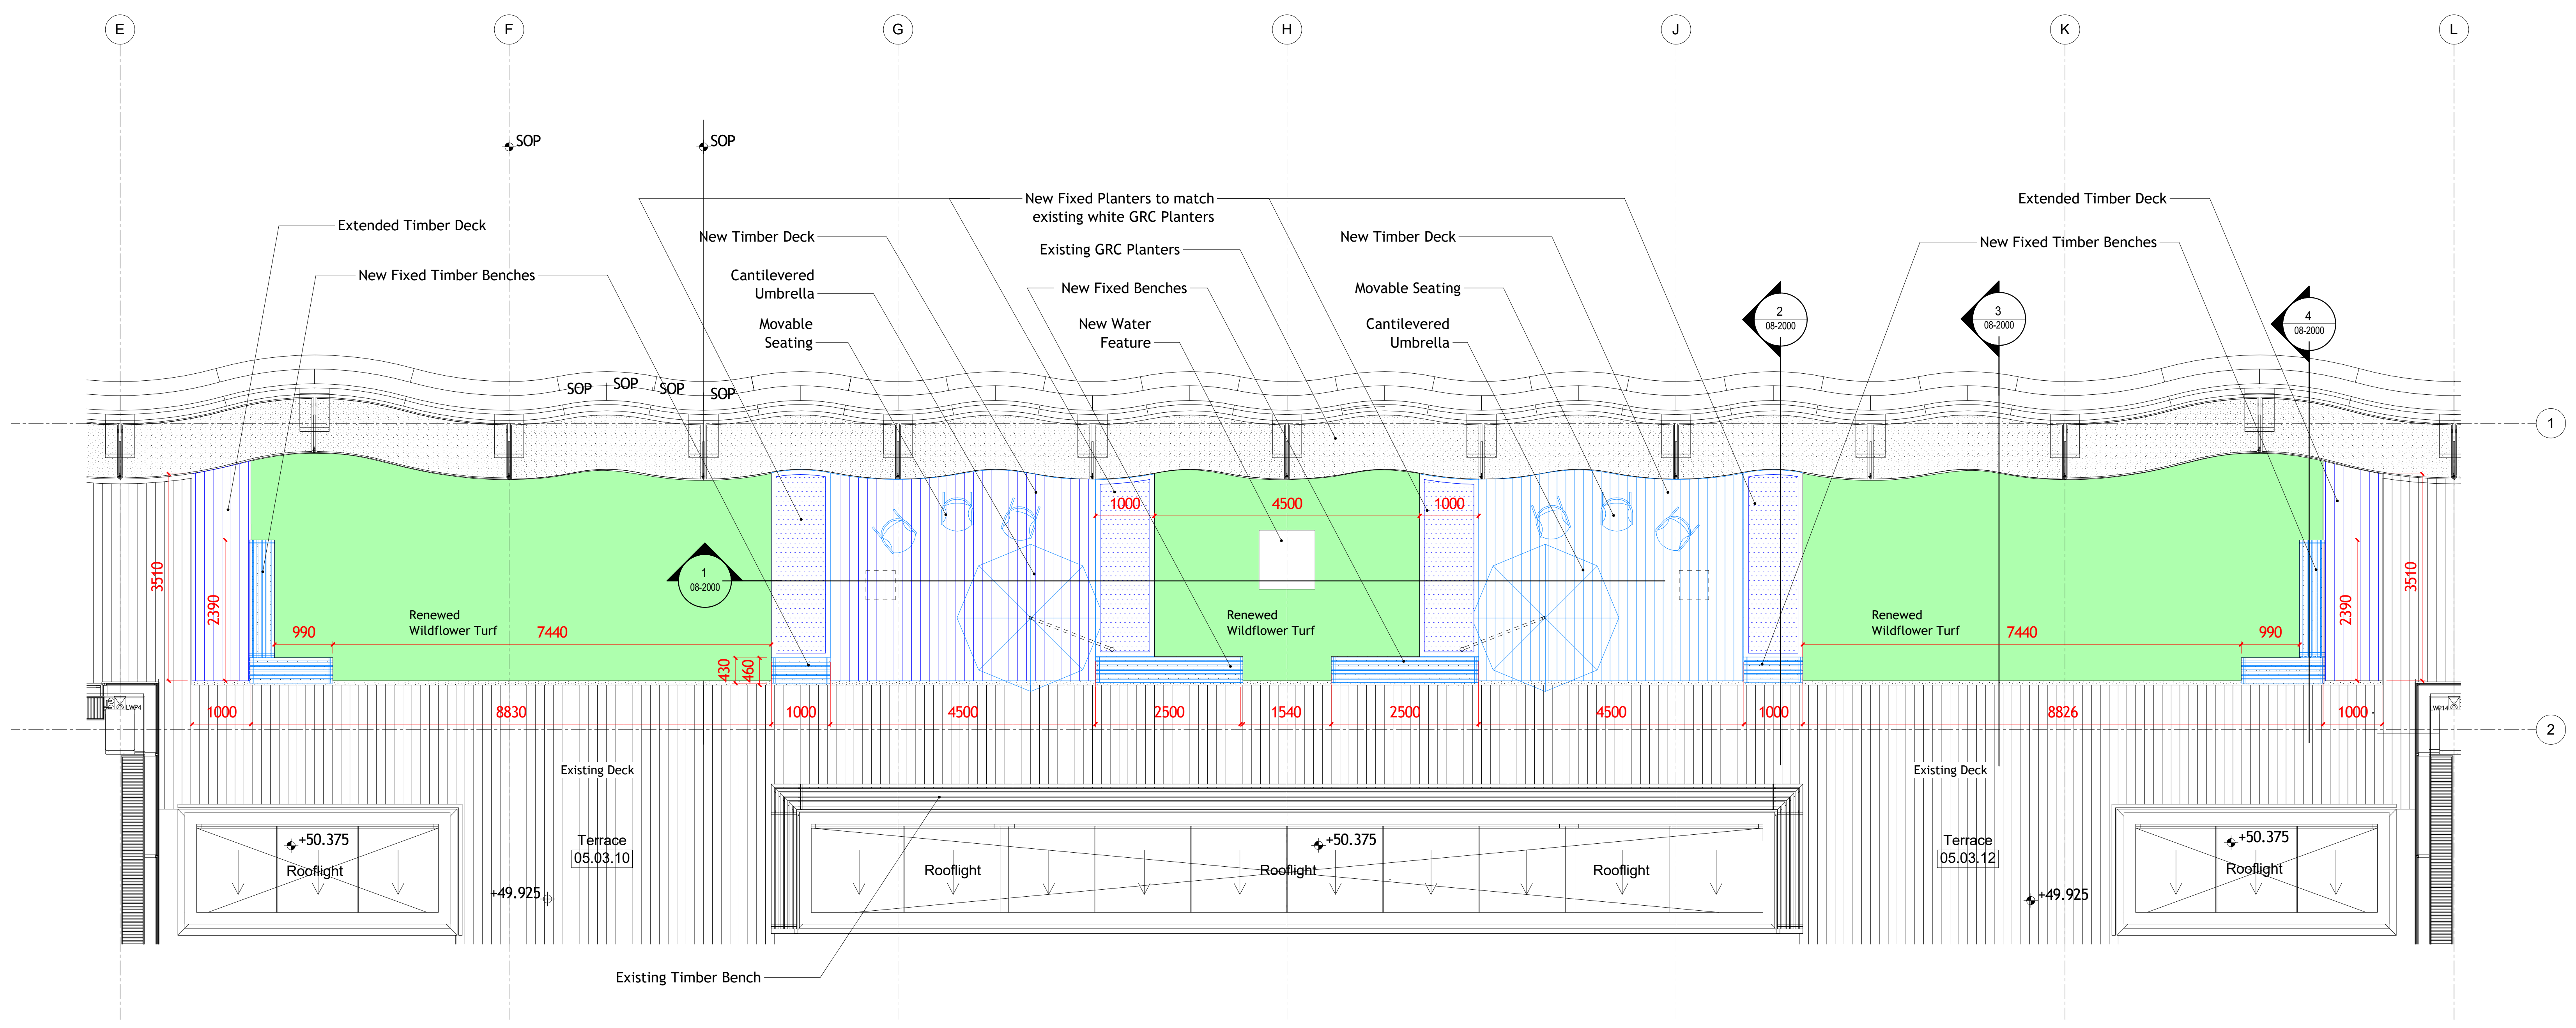 E
F
G
H
J
K
L
SOP
SOP
New Fixed Planters to match
existing white GRC Planters
Extended Timber Deck
Extended Timber Deck
New Timber Deck
Existing GRC Planters
New Timber Deck
New Fixed Timber Benches
New Fixed Timber Benches
Cantilevered
Umbrella
New Fixed Benches
Movable Seating
Movable
Seating
New Water
Feature
Cantilevered
Umbrella
2
08-2000
3
08-2000
4
08-2000
SOP
SOP
SOP
SOP
1
1000
4500
1000
3510
2390
1
08-2000
3510
2390
Renewed
Wildflower Turf
Renewed
Wildflower Turf
Renewed
Wildflower Turf
990
7440
7440
990
430
460
LWP4
LWP14
1000
8830
1000
4500
2500
1540
2500
4500
1000
8826
1000
2
Existing Deck
Existing Deck
+50.375
Rooflight
Terrace
05.03.10
+49.925
Rooflight
+50.375
Rooflight
Rooflight
Terrace
05.03.12
+49.925
+50.375
Rooflight
Existing Timber Bench